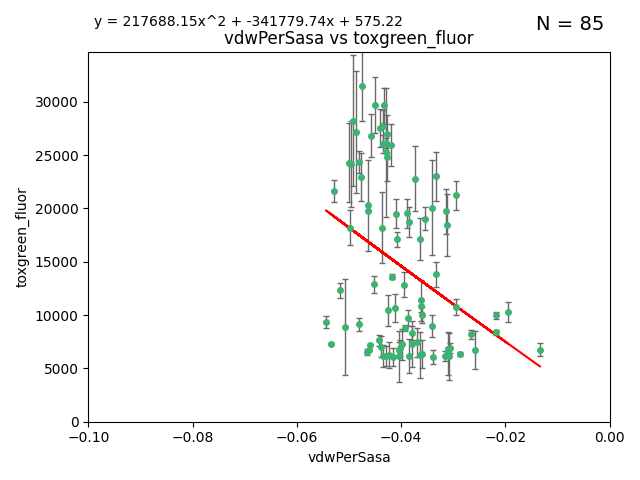 y = 217688.15x^2 + -341779.74x + 575.22
N = 85
vdwPerSasa vs toxgreen_fluor
toxgreen_fluor
30000
25000
20000
15000
10000
5000
0
−0.10 −0.08 −0.06 −0.04 −0.02 0.00
vdwPerSasa